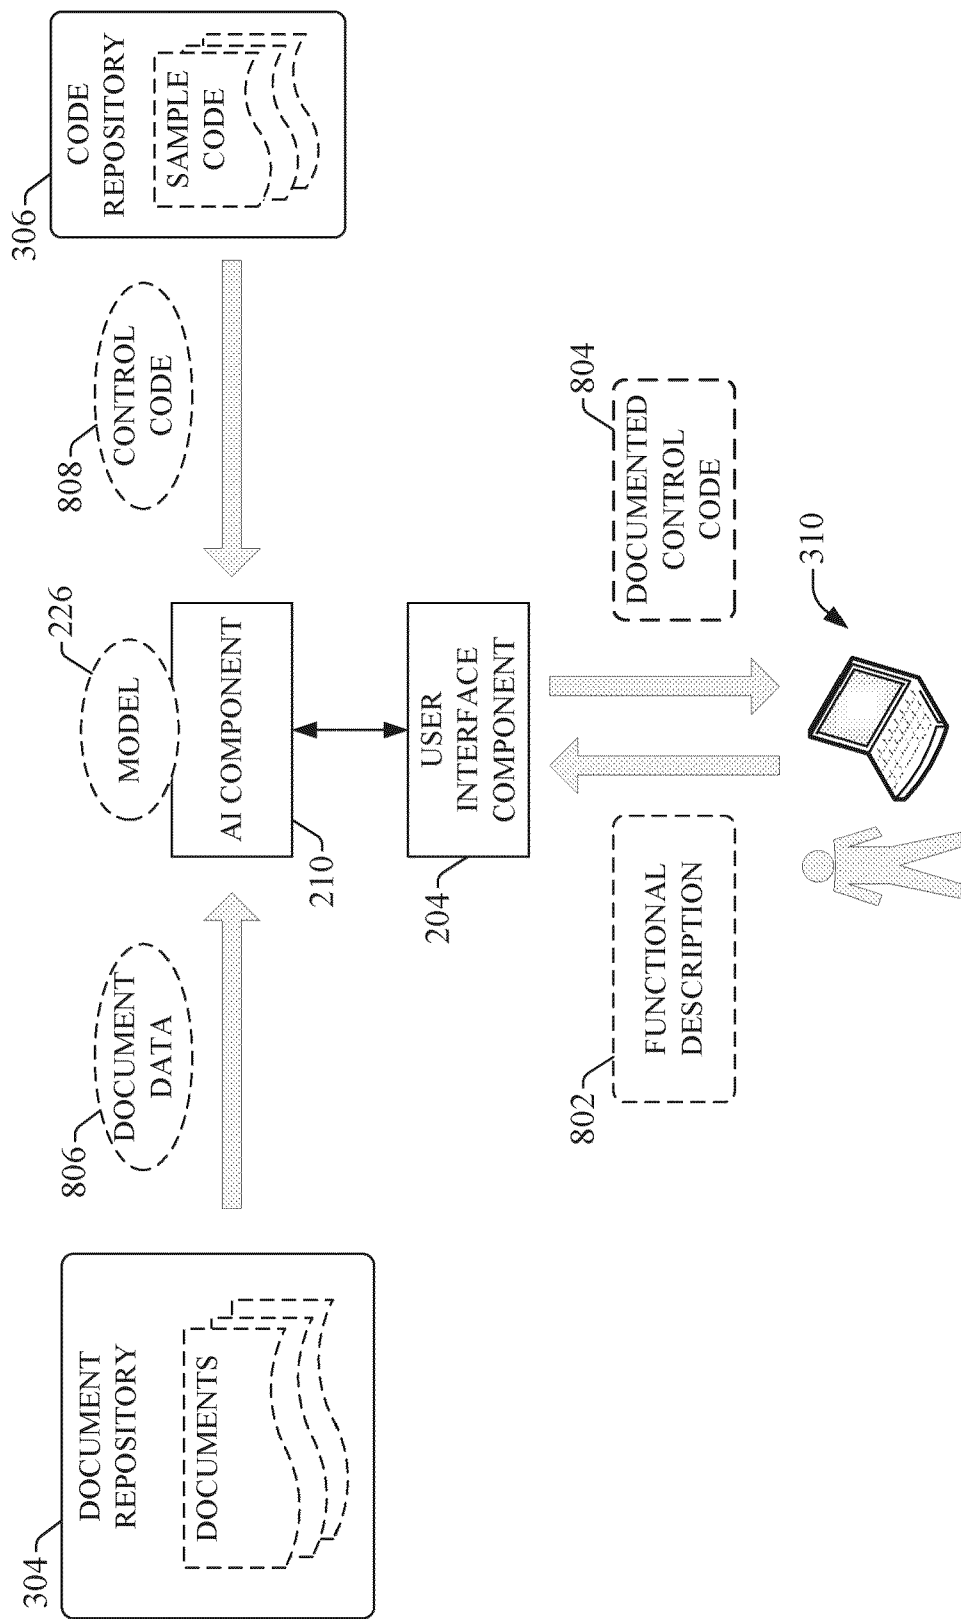 304
DOCUMENT
REPOSITORY
DOCUMENTS
806
DOCUMENT
DATA
MODEL
226
AI COMPONENT
210
808
CONTROL
CODE
306
CODE
REPOSITORY
SAMPLE
CODE
USER
INTERFACE
COMPONENT
204
802
FUNCTIONAL
DESCRIPTION
DOCUMENTED
CONTROL
CODE
804
310